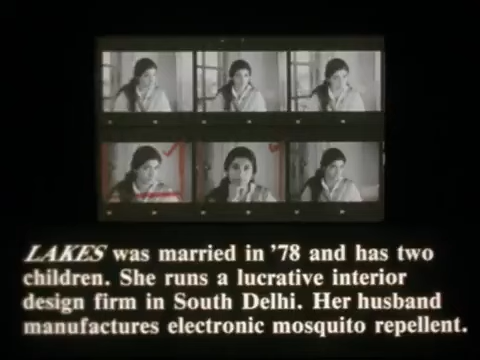 LAKES was married in '78 and has two
children. She runs a lucrative interior
design firm in South Delhi. Her husband
manufactures electronic mosquito repellent.